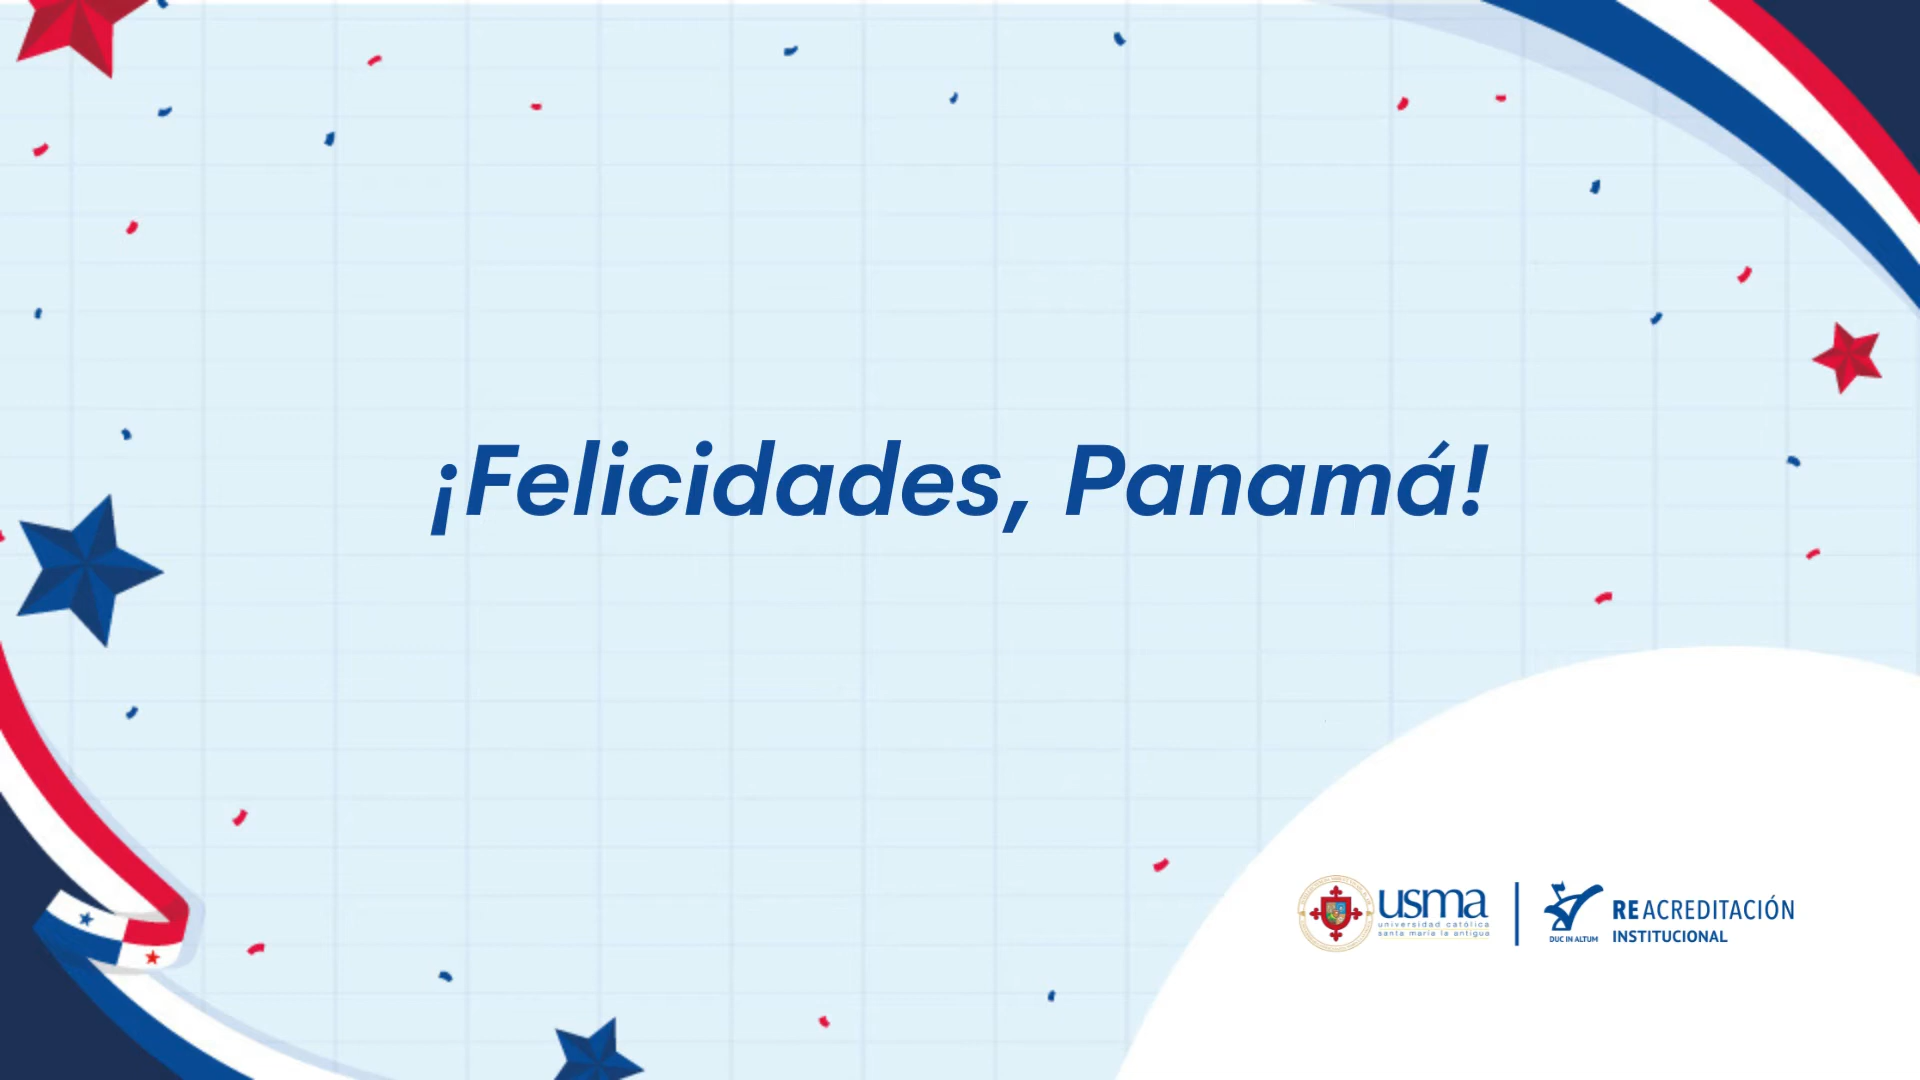 ¡Felicidades, Panamá!
usma
universidad católica
santa maría la antigua
DUC IN ALTUM
REACREDITACIÓN
INSTITUCIONAL